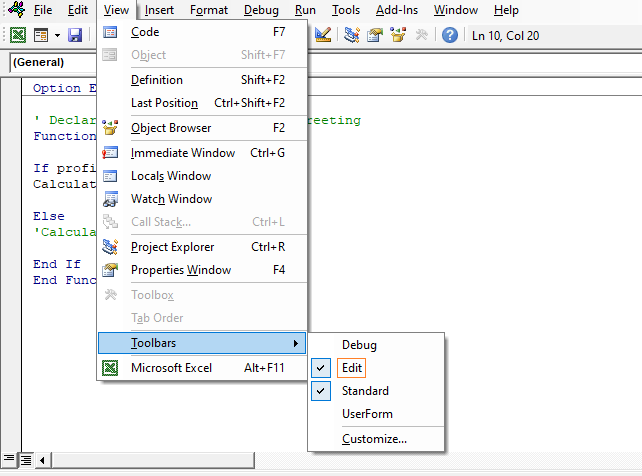 File Edit View Insert Format Debug Run Tools Add-Ins Window Help
Ln 10, Col 20
(General)
Code F7
Object Shift+F7
Definition Shift+F2
Last Position Ctrl+Shift+F2
Object Browser F2
Immediate Window Ctrl+G
Locals Window
Watch Window
Call Stack... Ctrl+L
Project Explorer Ctrl+R
Properties Window F4
Toolbox
Tab Order
Toolbars
Microsoft Excel Alt+F11
Debug
Edit
Standard
UserForm
Customize...
Option E
' Declar reeting
Function
If profi
Calculat
Else
'Calcula
End If
End Func